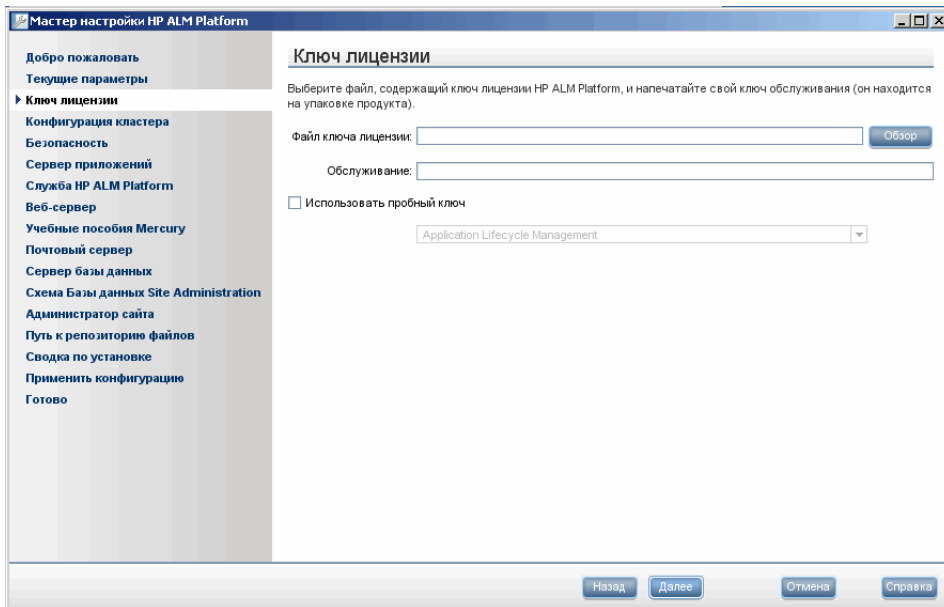 Мастер настройки HP ALM Platform
Добро пожаловать
Текущие параметры
Ключ лицензии
Конфигурация кластера
Безопасность
Сервер приложений
Служба HP ALM Platform
Веб-сервер
Учебные пособия Mercury
Почтовый сервер
Сервер базы данных
Схема Базы данных Site Administration
Администратор сайта
Путь к репозиторию файлов
Сводка по установке
Применить конфигурацию
Готово
Ключ лицензии
Выберите файл, содержащий ключ лицензии HP ALM Platform, и напечатайте свой ключ обслуживания (он находится
на упаковке продукта).
Файл ключа лицензии:
Обзор
Обслуживание:
Использовать пробный ключ
Application Lifecycle Management
Назад
Далее
Отмена
Справка